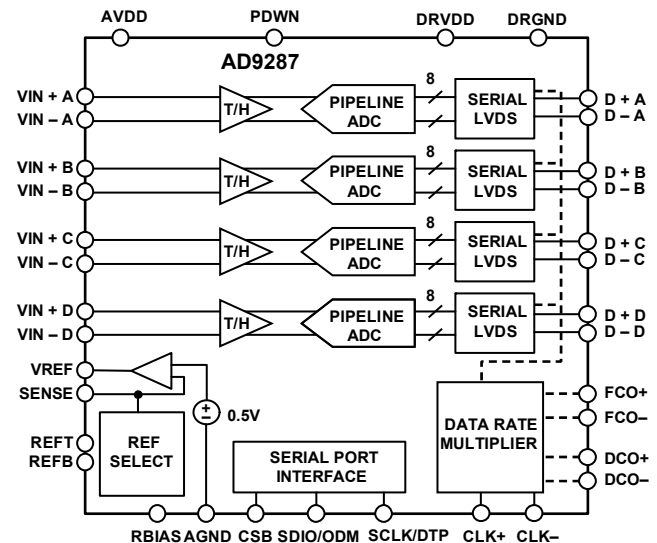 AVDD
PDWN
DRVDD
DRGND
AD9287
VIN + A
VIN – A
T/H
PIPELINE
ADC
8
SERIAL
LVDS
D + A
D – A
VIN + B
VIN – B
T/H
PIPELINE
ADC
8
SERIAL
LVDS
D + B
D – B
VIN + C
VIN – C
T/H
PIPELINE
ADC
8
SERIAL
LVDS
D + C
D – C
VIN + D
VIN – D
T/H
PIPELINE
ADC
8
SERIAL
LVDS
D + D
D – D
VREF
SENSE
+
–
0.5V
REFT
REFB
REF
SELECT
SERIAL PORT
INTERFACE
DATA RATE
MULTIPLIER
FCO+
FCO–
DCO+
DCO–
RBIAS
AGND
CSB
SDIO/ODM
SCLK/DTP
CLK+
CLK–